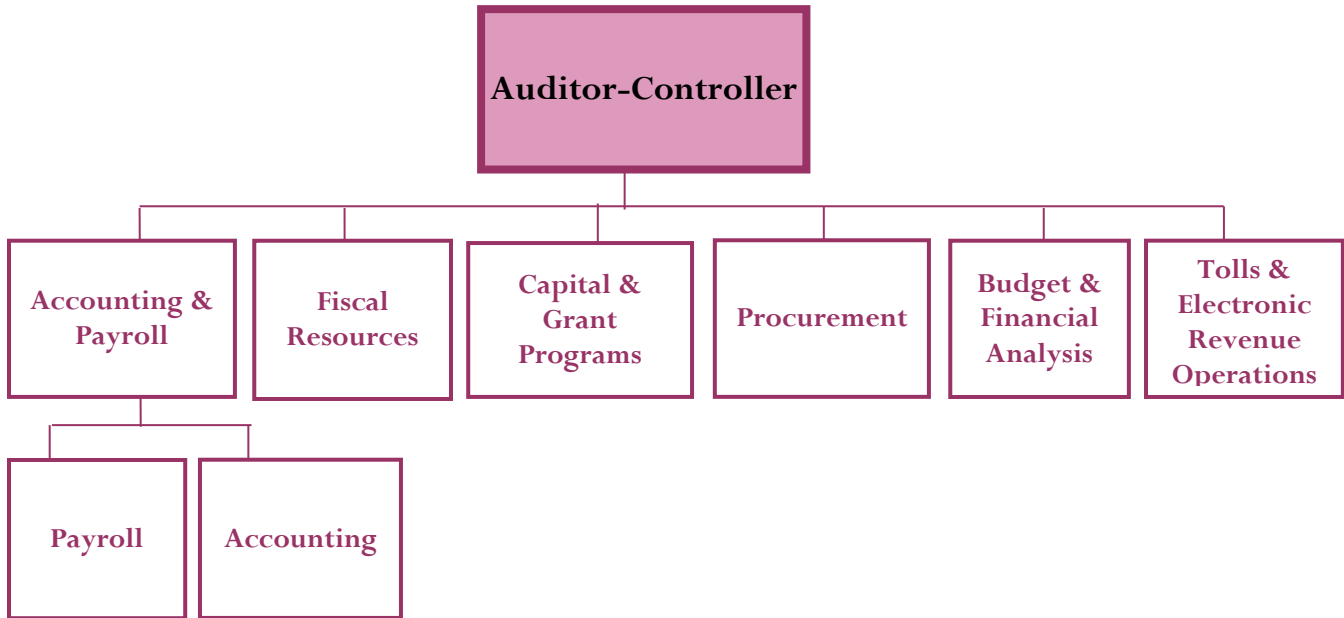 Auditor-Controller
Accounting &
Payroll
Fiscal
Resources
Capital &
Grant
Programs
Procurement
Budget &
Financial
Analysis
Tolls &
Electronic
Revenue
Operations
Payroll
Accounting